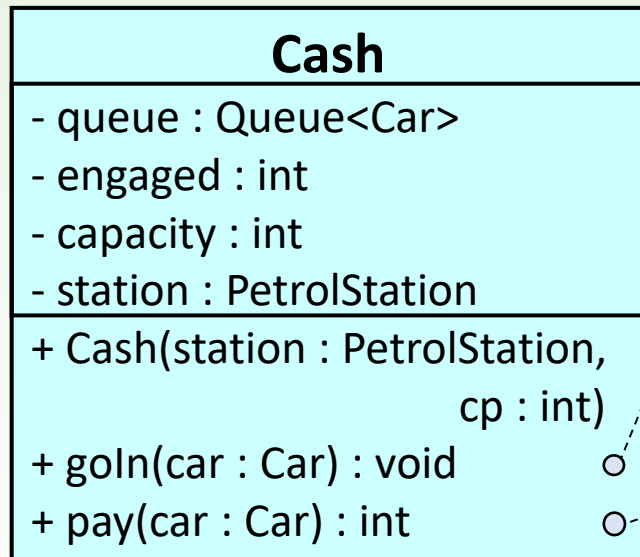 Cash
- queue : Queue<Car>
- engaged : int
- capacity : int
- station : PetrolStation
+ Cash(station : PetrolStation,
cp : int)
+ goIn(car : Car) : void
+ pay(car : Car) : int